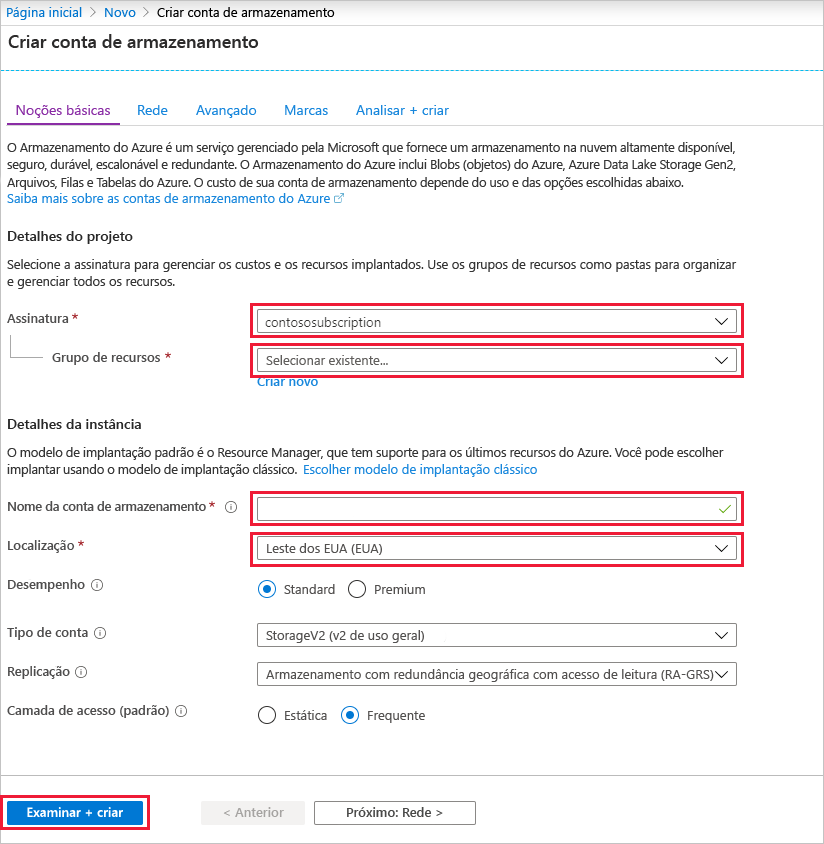 Página inicial > Novo > Criar conta de armazenamento
Criar conta de armazenamento
Noções básicas Rede Avançado Marcas Analisar + criar
O Armazenamento do Azure é um serviço gerenciado pela Microsoft que fornece um armazenamento na nuvem altamente disponível,
seguro, durável, escalonável e redundante. O Armazenamento do Azure inclui Blobs (objetos) do Azure, Azure Data Lake Storage Gen2,
Arquivos, Filas e Tabelas do Azure. O custo de sua conta de armazenamento depende do uso e das opções escolhidas abaixo.
Saiba mais sobre as contas de armazenamento do Azure
Detalhes do projeto
Selecione a assinatura para gerenciar os custos e os recursos implantados. Use os grupos de recursos como pastas para organizar
e gerenciar todos os recursos.
Assinatura * contososubscription
Grupo de recursos * Selecionar existente...
Criar novo
Detalhes da instância
O modelo de implantação padrão é o Resource Manager, que tem suporte para os últimos recursos do Azure. Você pode escolher
implantar usando o modelo de implantação clássico. Escolher modelo de implantação clássico
Nome da conta de armazenamento *
Localização * Leste dos EUA (EUA)
Desempenho Standard Premium
Tipo de conta StorageV2 (v2 de uso geral)
Replicação Armazenamento com redundância geográfica com acesso de leitura (RA-GRS)
Camada de acesso (padrão) Estática Frequente
Examinar + criar < Anterior Próximo: Rede >